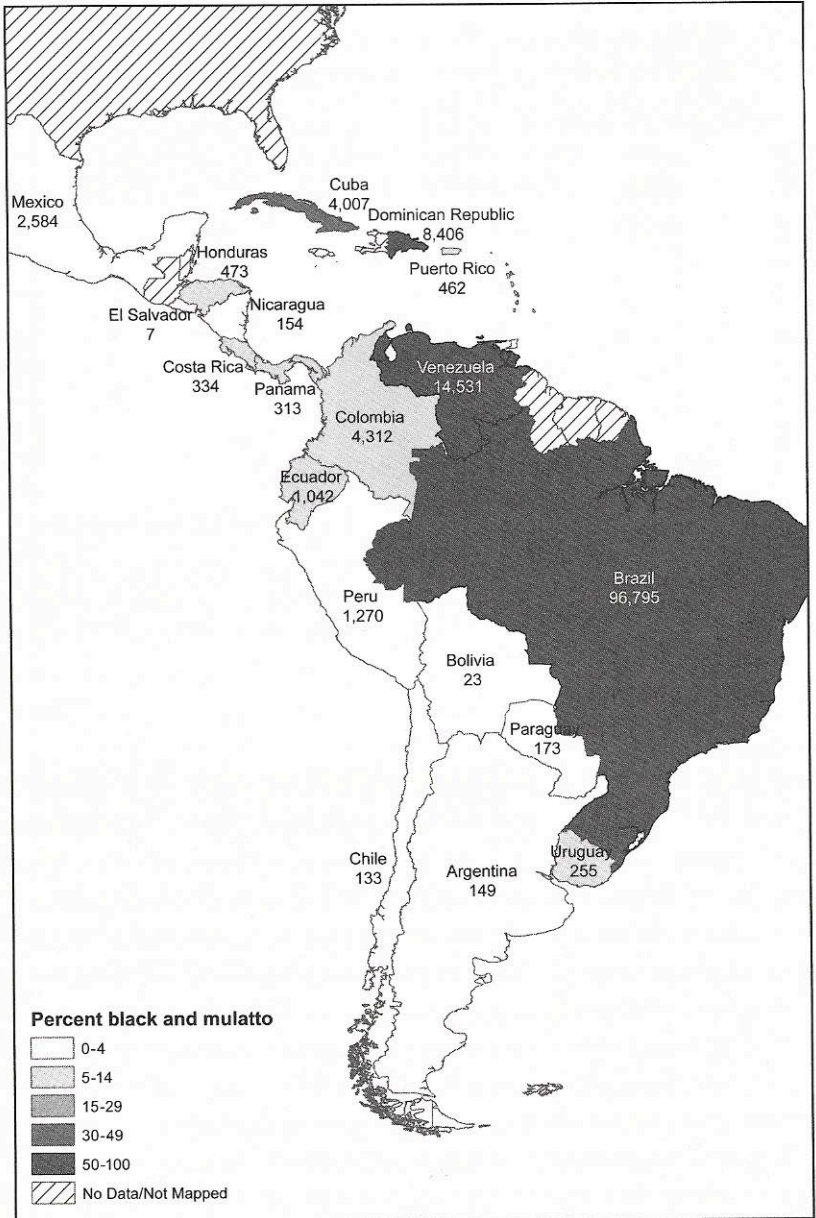 Mexico
2,584
Cuba
4,007
Dominican Republic
8,406
Puerto Rico
462
Honduras
473
El Salvador
7
Nicaragua
154
Costa Rica
334
Panama
313
Venezuela
14,531
Colombia
4,312
Ecuador
1,042
Brazil
96,795
Peru
1,270
Bolivia
23
Paraguay
173
Chile
133
Argentina
149
Uruguay
255
Percent black and mulatto
0-4
5-14
15-29
30-49
50-100
No Data/Not Mapped